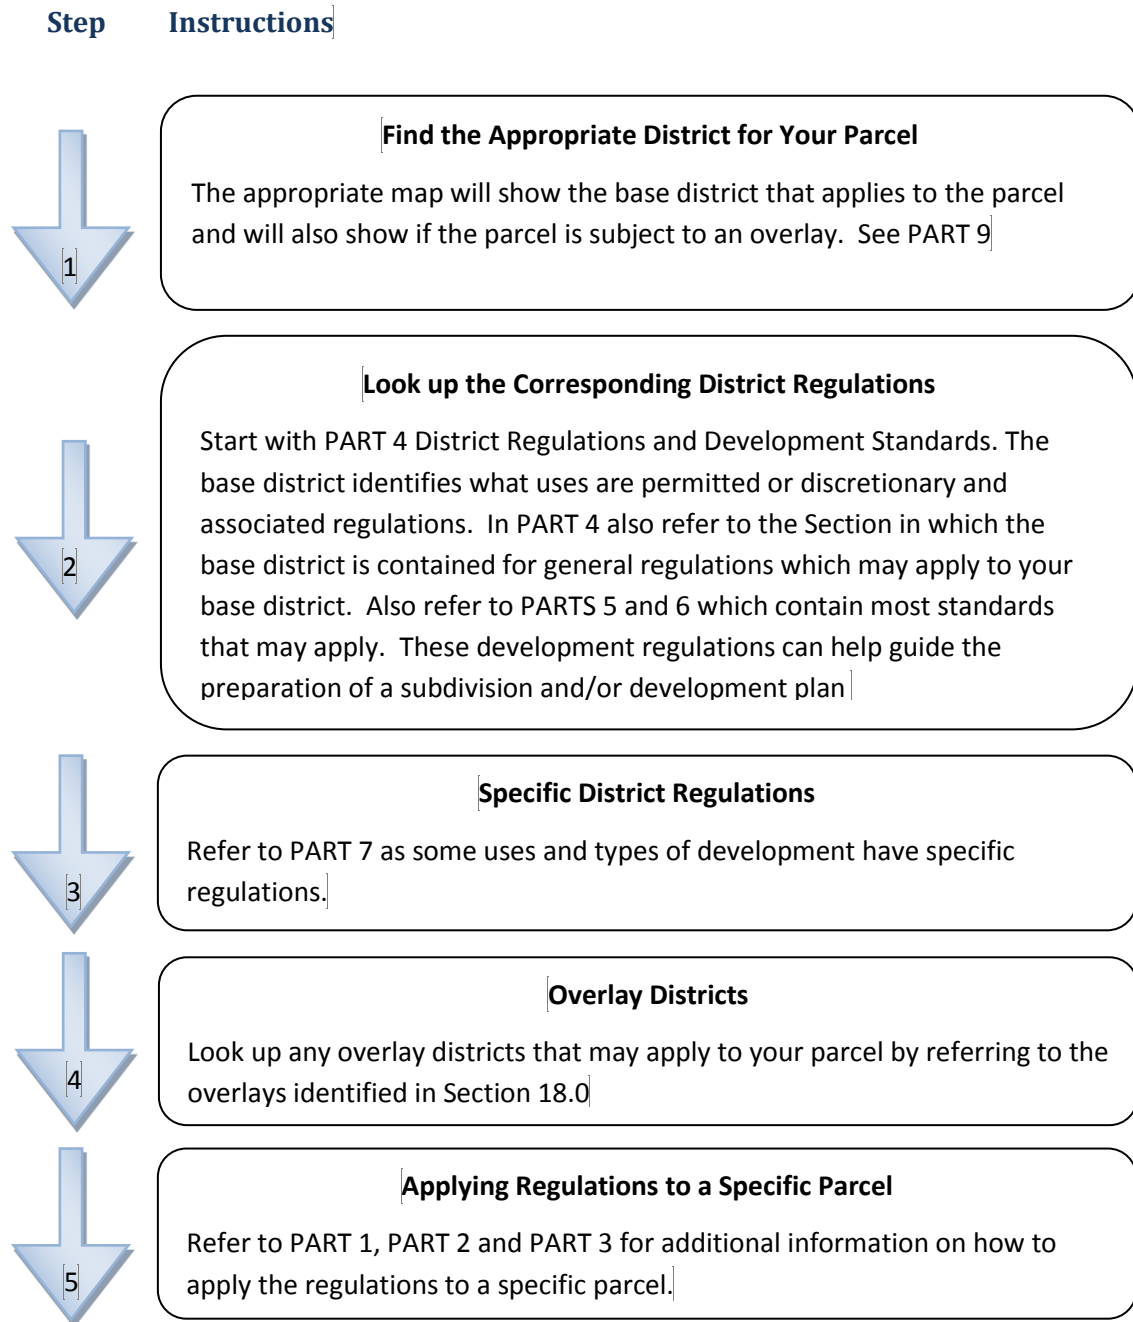 Step Instructions
Find the Appropriate District for Your Parcel
The appropriate map will show the base district that applies to the parcel
and will also show if the parcel is subject to an overlay. See PART 9
1
Look up the Corresponding District Regulations
Start with PART 4 District Regulations and Development Standards. The
base district identifies what uses are permitted or discretionary and
associated regulations. In PART 4 also refer to the Section in which the
base district is contained for general regulations which may apply to your
base district. Also refer to PARTS 5 and 6 which contain most standards
that may apply. These development regulations can help guide the
preparation of a subdivision and/or development plan
2
Specific District Regulations
Refer to PART 7 as some uses and types of development have specific
regulations.
3
Overlay Districts
Look up any overlay districts that may apply to your parcel by referring to the
overlays identified in Section 18.0
4
Applying Regulations to a Specific Parcel
Refer to PART 1, PART 2 and PART 3 for additional information on how to
apply the regulations to a specific parcel.
5